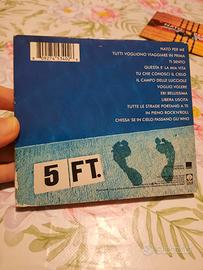 NATO PER ME
TUTTI VOGLIONO VIAGGIARE IN PRIMA
TI SENTO
QUESTA È LA MIA VITA
TU CHE CONOSCI IL CIELO
IL CAMPO DELLE LUCCIOLE
VOGLIO VOLERE
ERI BELLISSIMA
LIBERA USCITA
TUTTE LE STRADE PORTANO A TE
IN PIENO ROCK'N'ROLL
CHISSÀ SE IN CIELO PASSANO GLI WHO
5 FT.